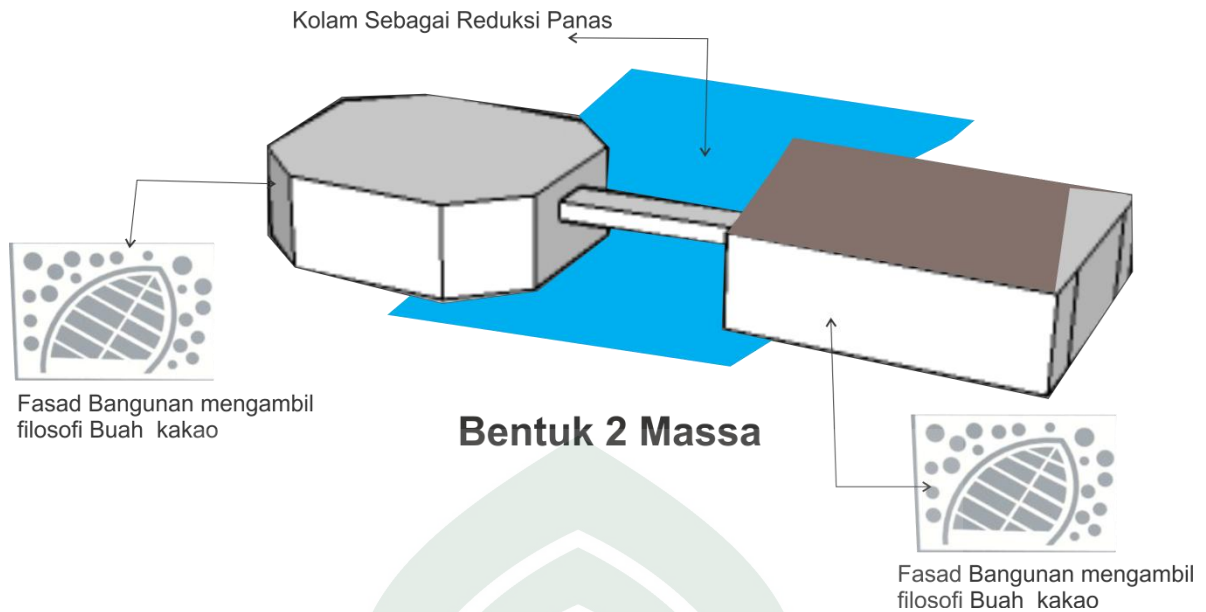 Kolam Sebagai Reduksi Panas
Fasad Bangunan mengambil
filosofi Buah kakao
Bentuk 2 Massa
Fasad Bangunan mengambil
filosofi Buah kakao